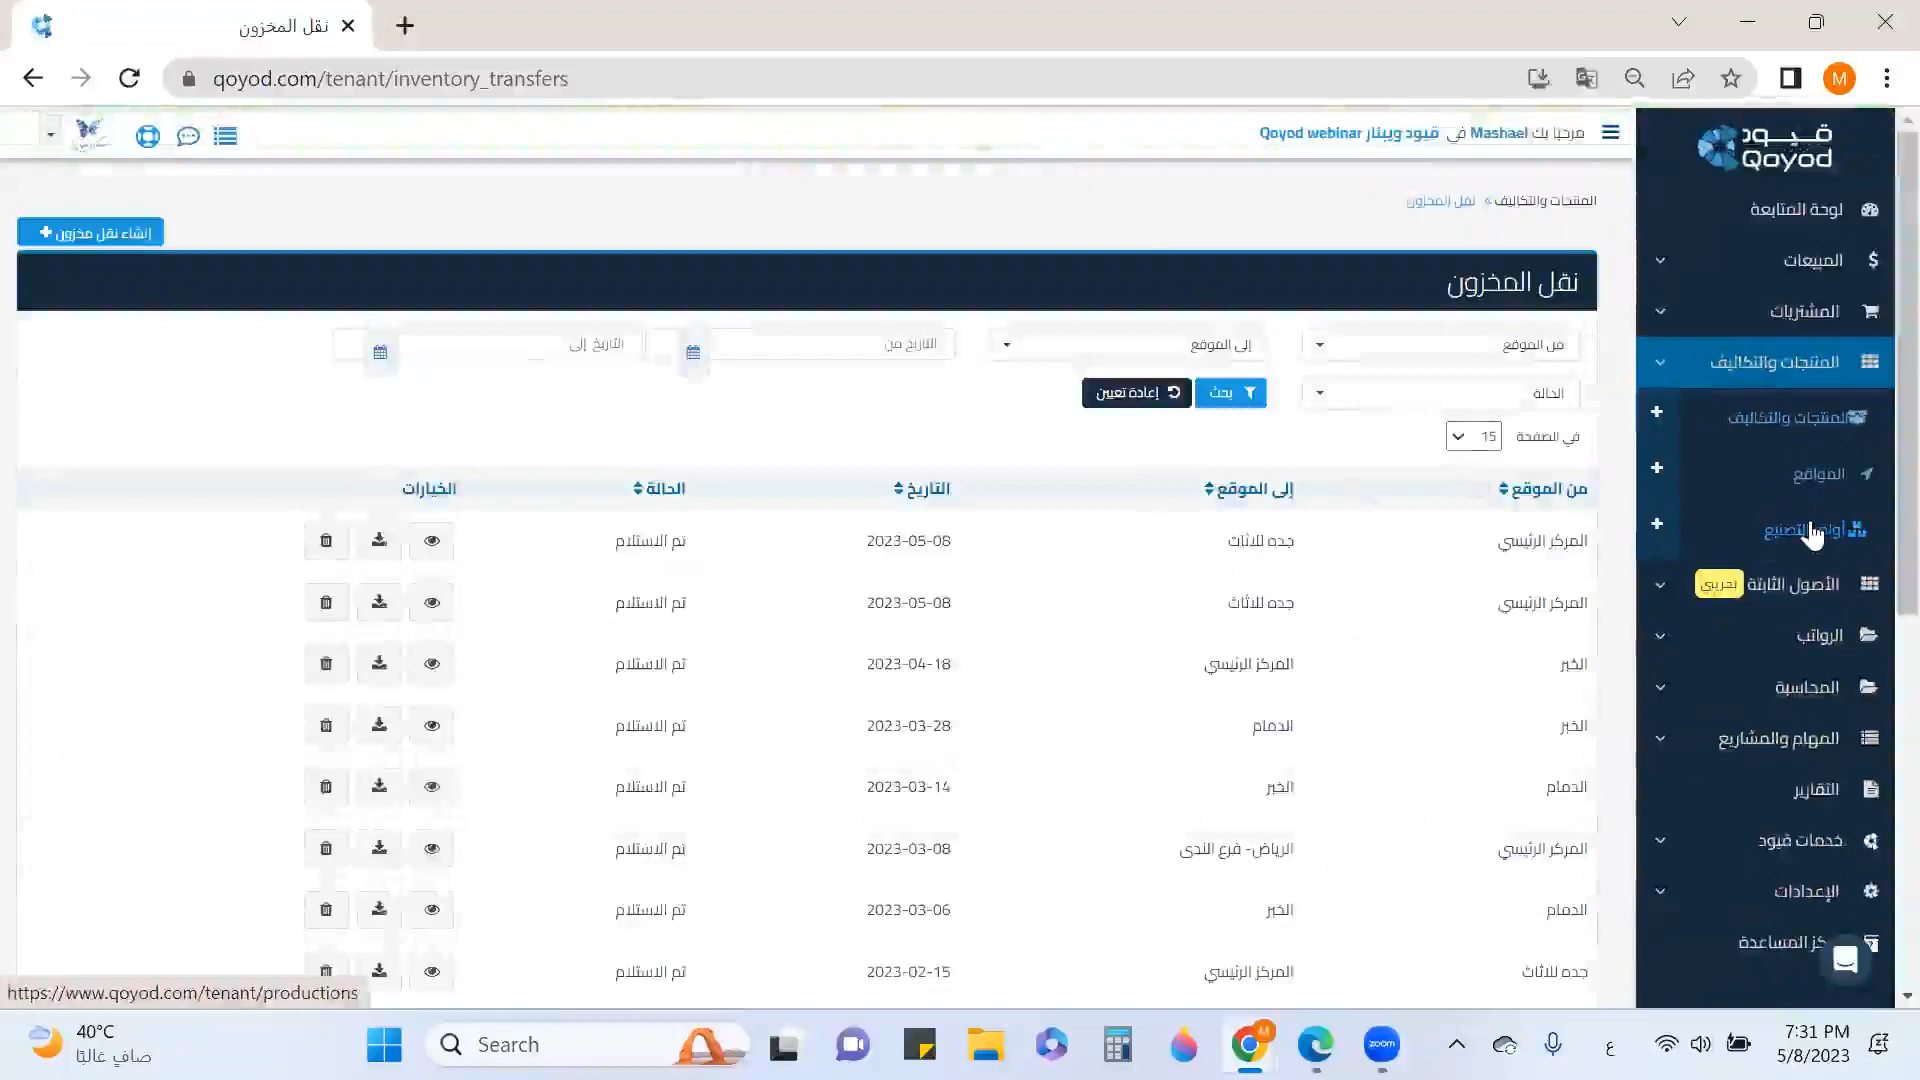 نقل المخزون
qoyod.com/tenant/inventory_transfers
M
مرحبا بك Mashael في قيود ويبنار Qoyod webinar
قيود
Qoyod
المنتجات والتكاليف » نقل المخزون
إنشاء نقل مخزون +
نقل المخزون
من الموقع
إلى الموقع
التاريخ من
التاريخ إلى
الحالة
بحث
إعادة تعيين
في الصفحة 15
من الموقع إلى الموقع التاريخ الحالة الخيارات
المركز الرئيسي جده للاثاث 2023-05-08 تم الاستلام
المركز الرئيسي جده للاثاث 2023-05-08 تم الاستلام
الخبر المركز الرئيسي 2023-04-18 تم الاستلام
الخبر الدمام 2023-03-28 تم الاستلام
الدمام الخبر 2023-03-14 تم الاستلام
المركز الرئيسي الرياض- فرع الندى 2023-03-08 تم الاستلام
الدمام الخبر 2023-03-06 تم الاستلام
جده للاثاث المركز الرئيسي 2023-02-15 تم الاستلام
لوحة المتابعة
المبيعات
المشتريات
المنتجات والتكاليف
المنتجات والتكاليف
المواقع
التصنيع
الأصول الثابتة تجريبي
الرواتب
المحاسبة
المهام والمشاريع
التقارير
خدمات قيود
الإعدادات
المساعدة
https://www.qoyod.com/tenant/productions
40°C
صافٍ غالبًا
Search
M
zoom
ع
7:31 PM
5/8/2023